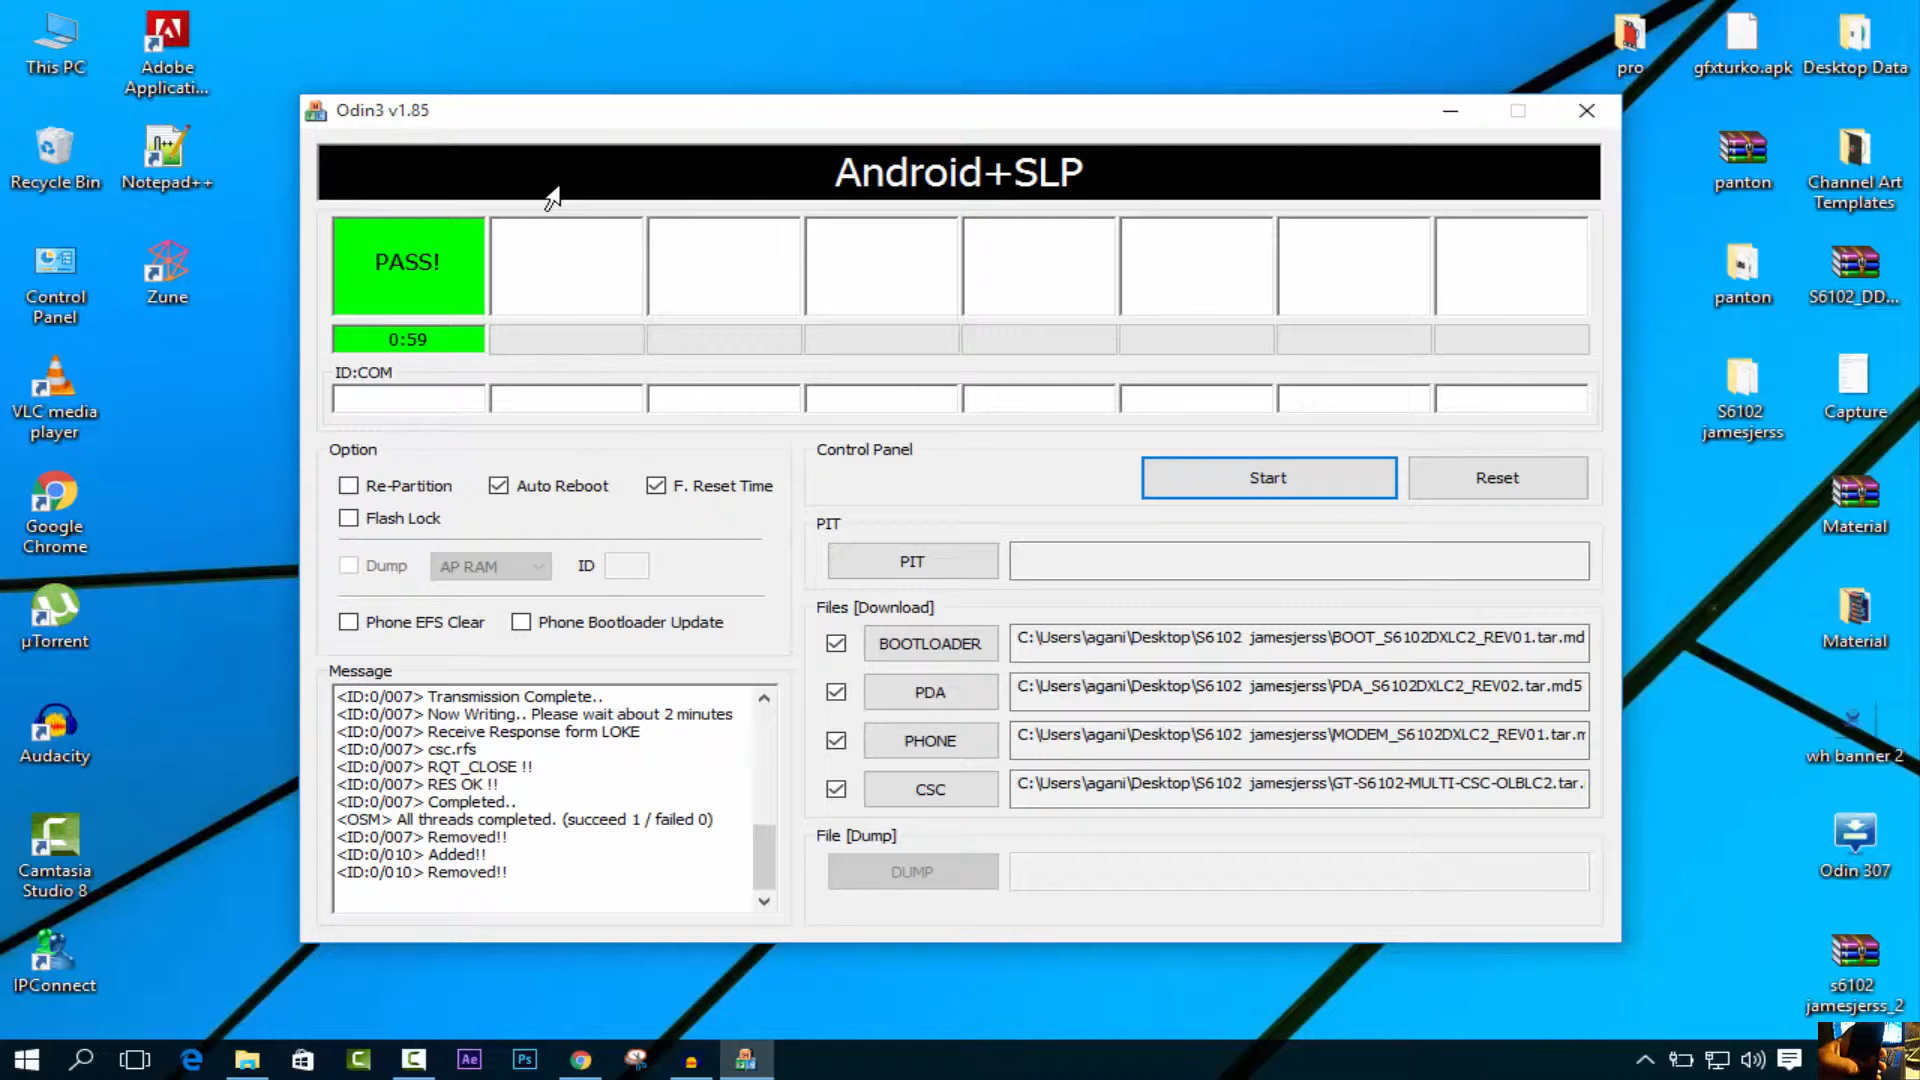 This PC
Adobe
Applicati...
pro
gfxturko.apk
Desktop Data
Odin3 v1.85
Android+SLP
Recycle Bin
Notepad++
panton
Channel Art
Templates
PASS!
0:59
ID:COM
Control
Panel
Zune
panton
S6102_DD...
VLC media
player
S6102
jamesjerss
Capture
Option
Re-Partition
Auto Reboot
F. Reset Time
Flash Lock
Dump
AP RAM
ID
Phone EFS Clear
Phone Bootloader Update
Control Panel
Start
Reset
PIT
PIT
Files [Download]
BOOTLOADER
C:\Users\agani\Desktop\S6102 jamesjerss\BOOT_S6102DXLC2_REV01.tar.md
PDA
C:\Users\agani\Desktop\S6102 jamesjerss\PDA_S6102DXLC2_REV02.tar.md5
PHONE
C:\Users\agani\Desktop\S6102 jamesjerss\MODEM_S6102DXLC2_REV01.tar.m
CSC
C:\Users\agani\Desktop\S6102 jamesjerss\GT-S6102-MULTI-CSC-OLBLC2.tar.
File [Dump]
DUMP
Message
<ID:0/007> Transmission Complete..
<ID:0/007> Now Writing.. Please wait about 2 minutes
<ID:0/007> Receive Response form LOKE
<ID:0/007> csc.rfs
<ID:0/007> RQT_CLOSE !!
<ID:0/007> RES OK !!
<ID:0/007> Completed..
<OSM> All threads completed. (succeed 1 / failed 0)
<ID:0/007> Removed!!
<ID:0/010> Added!!
<ID:0/010> Removed!!
Google
Chrome
Material
µTorrent
Material
Audacity
wh banner 2
Camtasia
Studio 8
Odin 307
IPConnect
s6102
jamesjerss_2
Ae
Ps